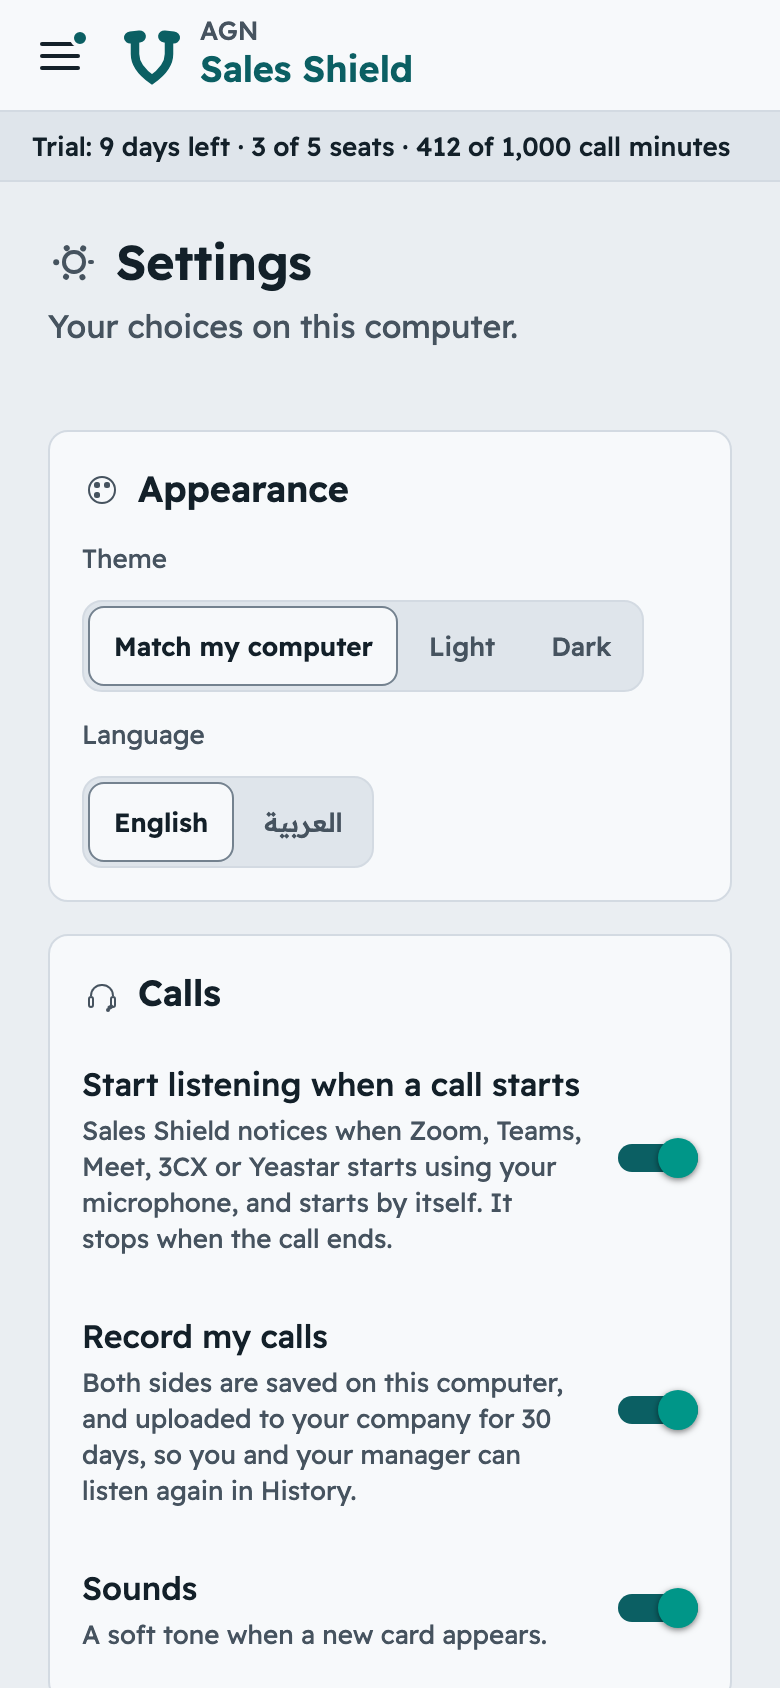 AGN
Sales Shield
Trial: 9 days left · 3 of 5 seats · 412 of 1,000 call minutes
Settings
Your choices on this computer.
Appearance
Theme
Match my computer Light Dark
Language
English العربية
Calls
Start listening when a call starts
Sales Shield notices when Zoom, Teams,
Meet, 3CX or Yeastar starts using your
microphone, and starts by itself. It
stops when the call ends.
Record my calls
Both sides are saved on this computer,
and uploaded to your company for 30
days, so you and your manager can
listen again in History.
Sounds
A soft tone when a new card appears.